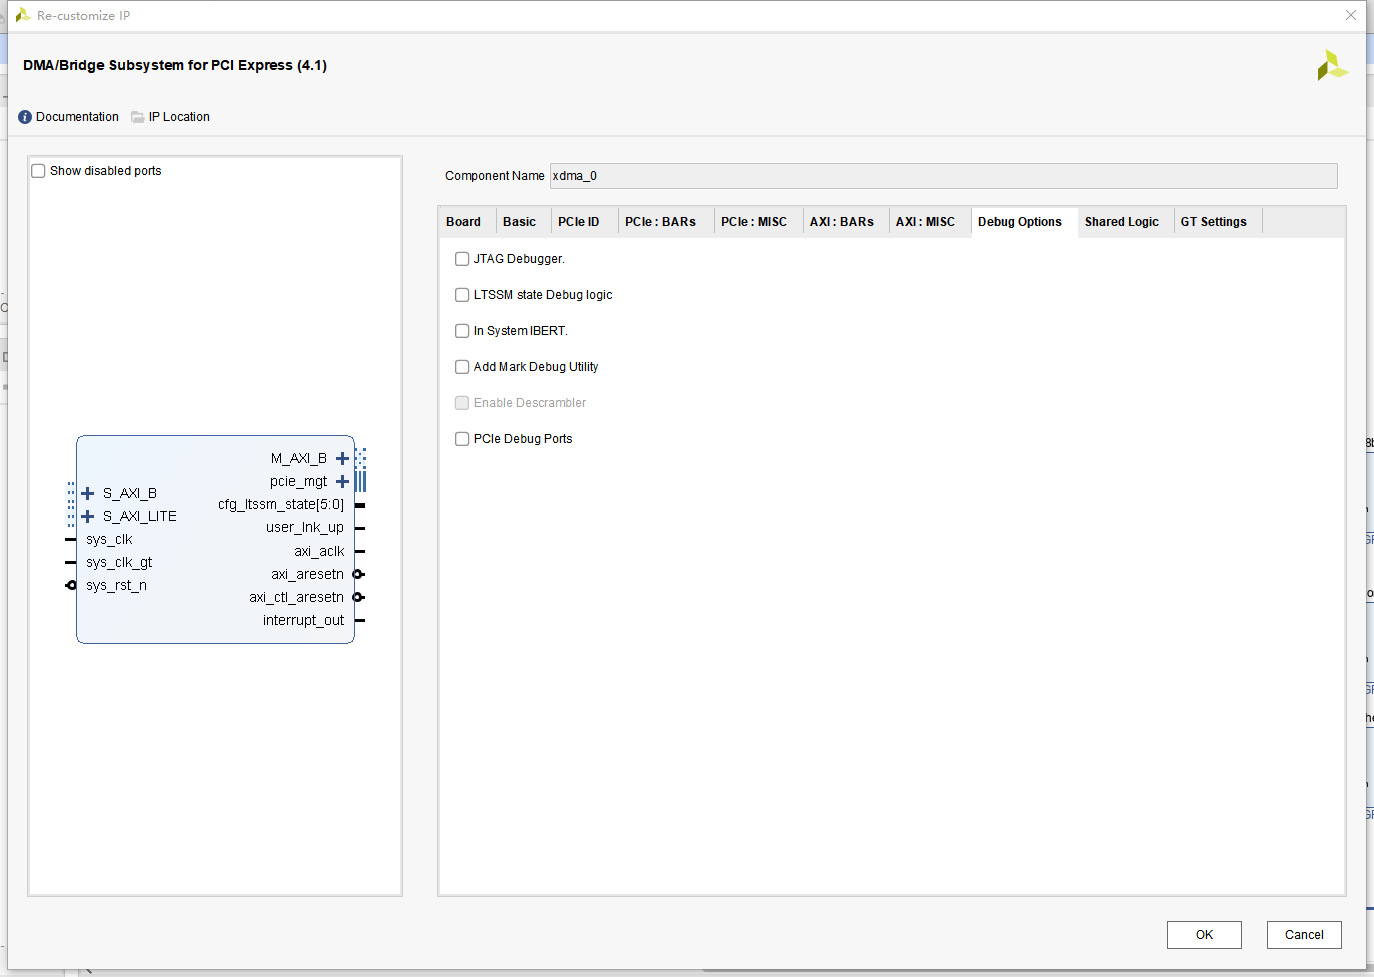 Re-customize IP
DMA/Bridge Subsystem for PCI Express (4.1)
Documentation IP Location
Show disabled ports
M_AXI_B
pcie_mgt
cfg_ltssm_state[5:0]
user_lnk_up
axi_aclk
axi_aresetn
axi_ctl_aresetn
interrupt_out
S_AXI_B
S_AXI_LITE
sys_clk
sys_clk_gt
sys_rst_n
Component Name xdma_0
Board Basic PCIe ID PCIe : BARs PCIe : MISC AXI : BARs AXI : MISC Debug Options Shared Logic GT Settings
JTAG Debugger.
LTSSM state Debug logic
In System IBERT.
Add Mark Debug Utility
Enable Descrambler
PCIe Debug Ports
OK Cancel